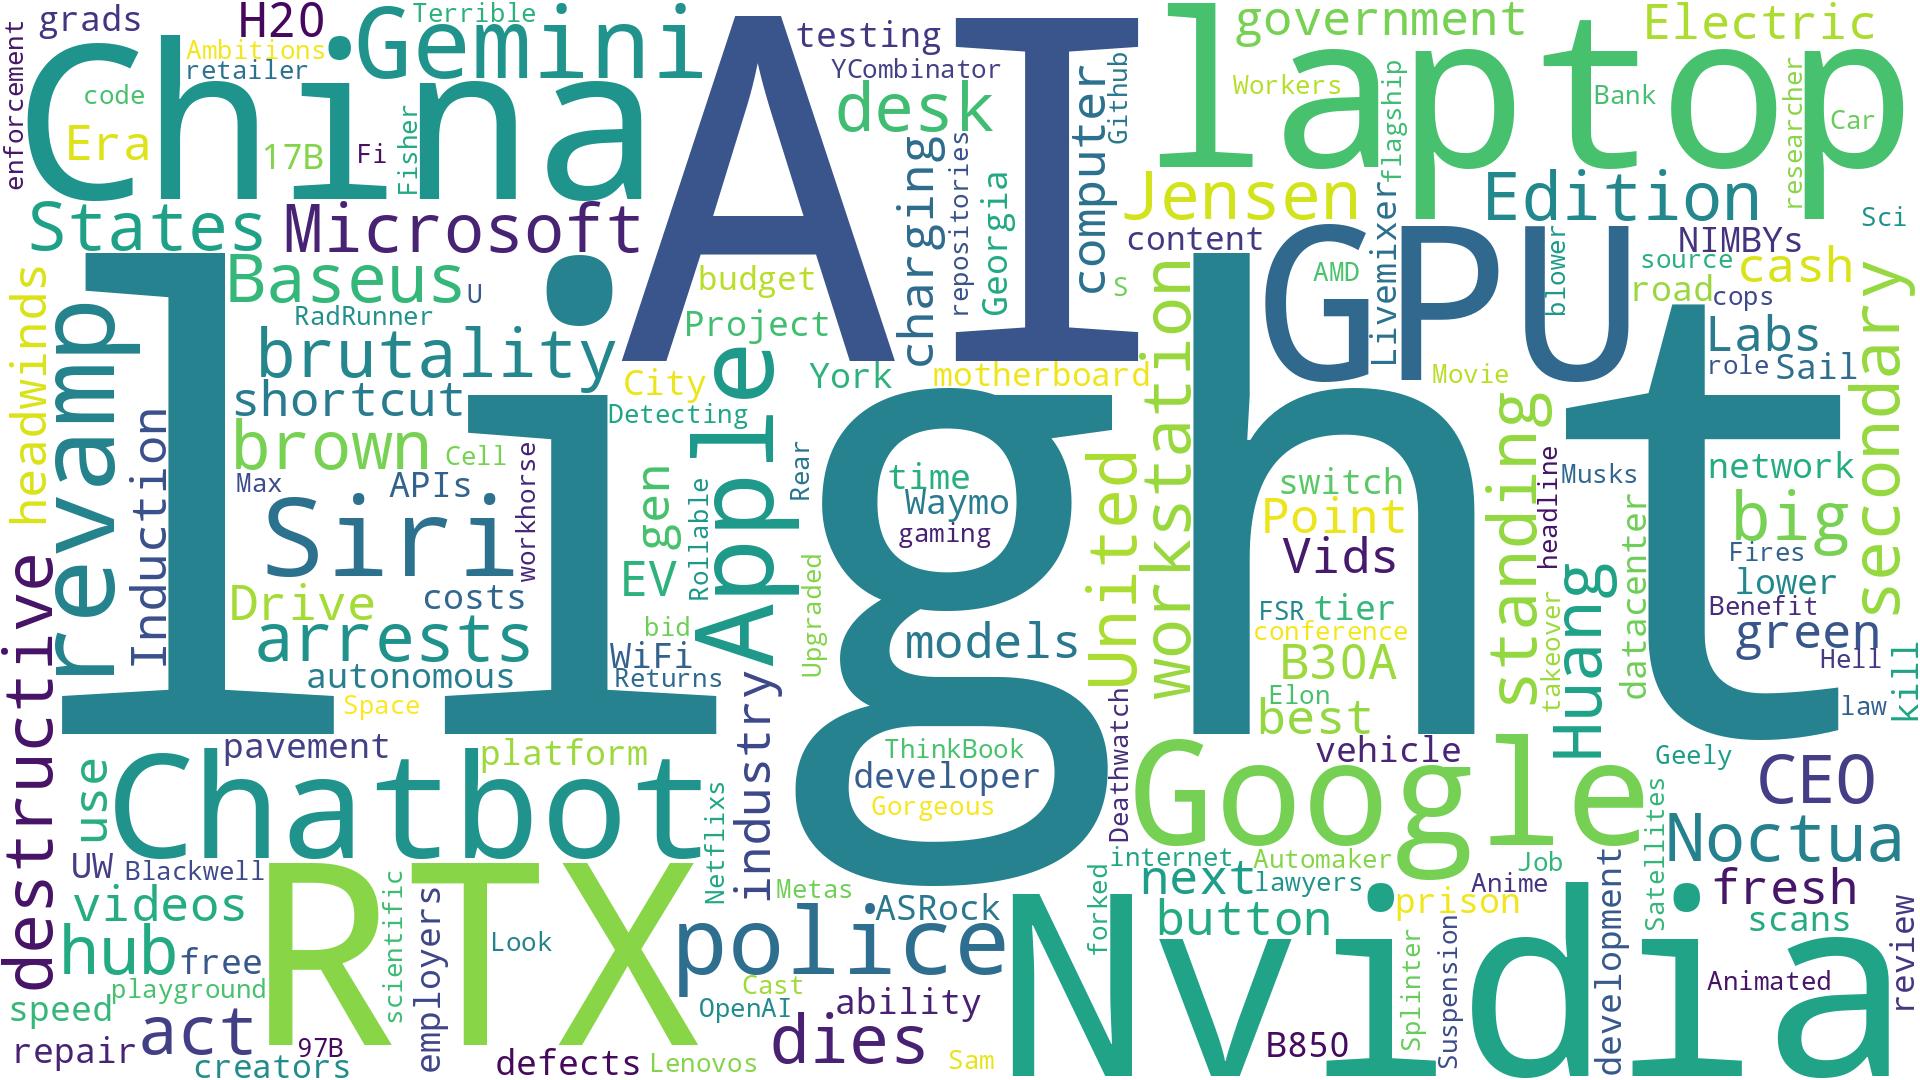 grads
H20
Terrible
Gemini
testing
government
Electric
enforcement
China
Ambitions
retailer
AI
YCombinator
computer
Github
laptop
Workers
flagship
Bank
researcher
Car
code
Era
17B
Fi
Fisher
desk
charging
repositories
Georgia
Jensen
Edition
Sci
States
Microsoft
content
Livemixer
GPU
AMD
blower
NIMBYs
source
cash
headwinds
revamp
light
Baseus
U
budget
S
workstation
road
cops
secondary
RadRunner
Project
brutality
Labs
role
Sail
City
York
motherboard
Movie
shortcut
Detecting
Apple
Induction
brown
Cell
workhorse
Rear
time
Waymo
gaming
United
switch
Point
Vids
standing
headline
Musks
network
big
Max
APIs
Siri
gen
Rollable
datacenter
Fires
lower
Benefit
green
Hell
destructive
Drive
costs
EV
Upgraded
FSR
tier
conference
B30A
takeover
Huang
arrests
bid
models
WiFi
Returns
autonomous
Space
Elon
best
law
kill
pavement
platform
industry
ThinkBook
developer
Gorgeous
Deathwatch
Google
vehicle
Geely
CEO
use
Chatbot
Netflixs
Noctua
UW
Blackwell
RTX
internet
Automaker
Job
Satellites
next
lawyers
Anime
fresh
videos
scientific
employers
Metas
ASRock
forked
button
prison
development
scans
review
hub
free
Look
police
Nvidia
Splinter
Suspension
Animated
playground
speed
Cast
OpenAI
ability
act
repair
97B
creators
defects
Lenovos
dies
Sam
B850